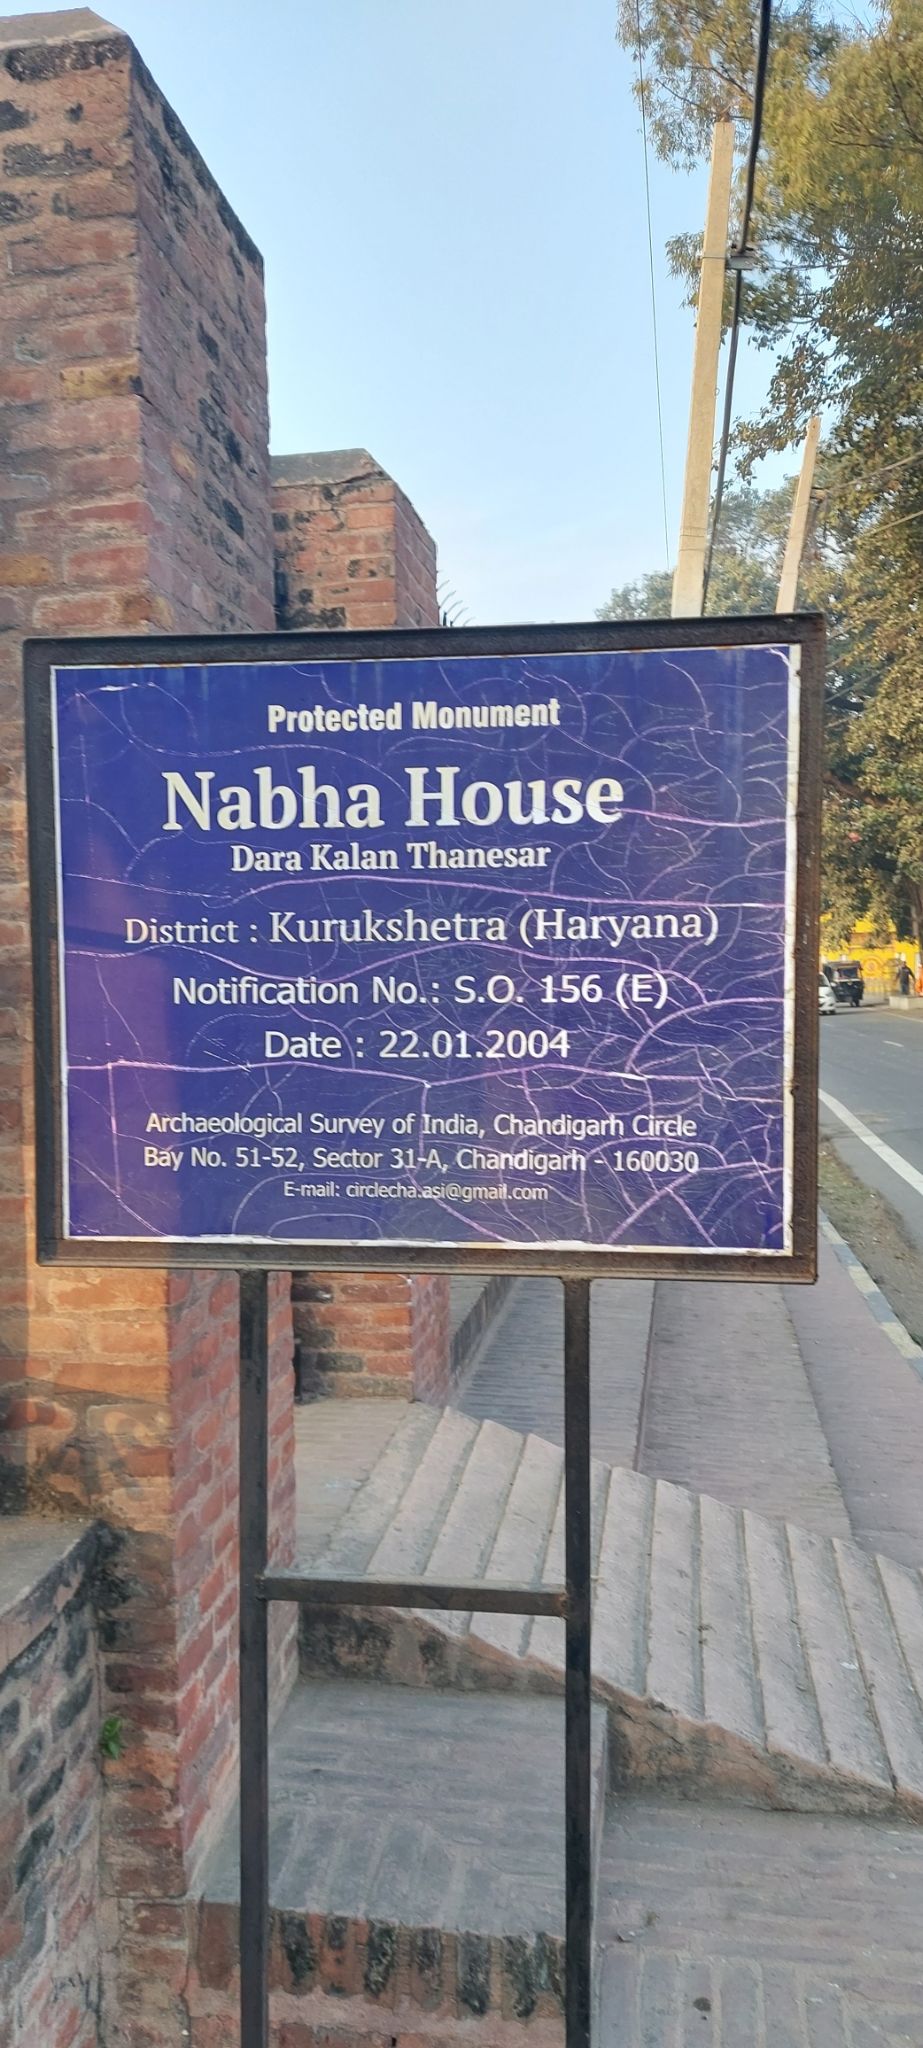 Protected Monument
Nabha House
Dara Kalan Thanesar
District : Kurukshetra (Haryana)
Notification No.: S.O. 156 (E)
Date : 22.01.2004
Archaeological Survey of India, Chandigarh Circle
Bay No. 51-52, Sector 31-A, Chandigarh - 160030
E-mail: circlecha.asi@gmail.com